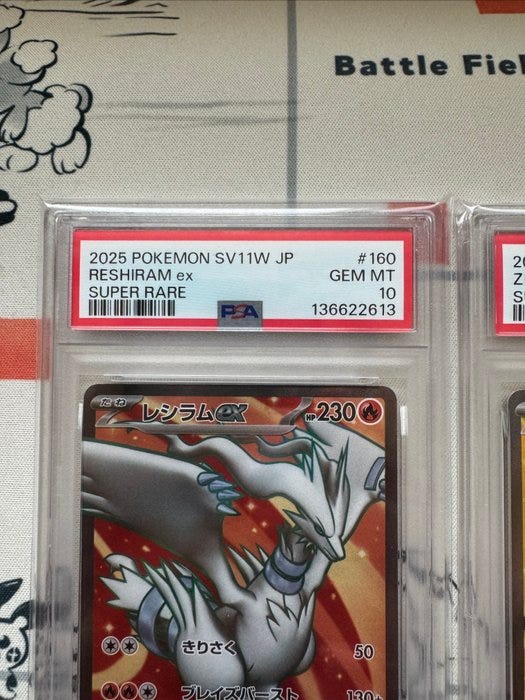 Battle Fiel
2025 POKEMON SV11W JP #160
RESHIRAM ex GEM MT
SUPER RARE 10
PSA 136622613
たね レシラムex HP230
きりさく 50
ブレイズバースト 130+